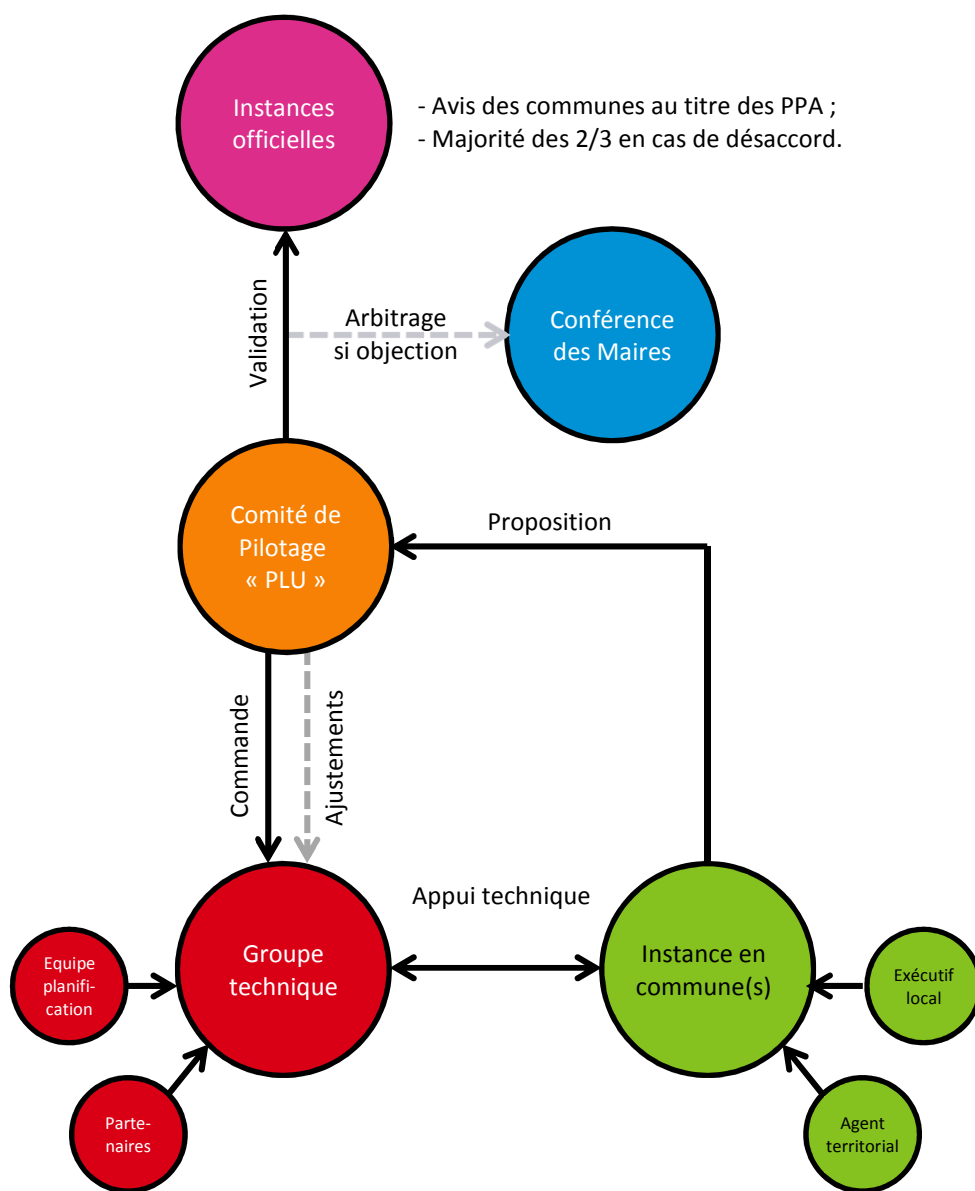 Instances
officielles
- Avis des communes au titre des PPA ;
- Majorité des 2/3 en cas de désaccord.
Validation
Arbitrage
si objection
Conférence
des Maires
Comité de
Pilotage
« PLU »
Proposition
Commande
Ajustements
Appui technique
Groupe
technique
Instance en
commune(s)
Equipe
planifi-
cation
Exécutif
local
Parte-
naires
Agent
territorial